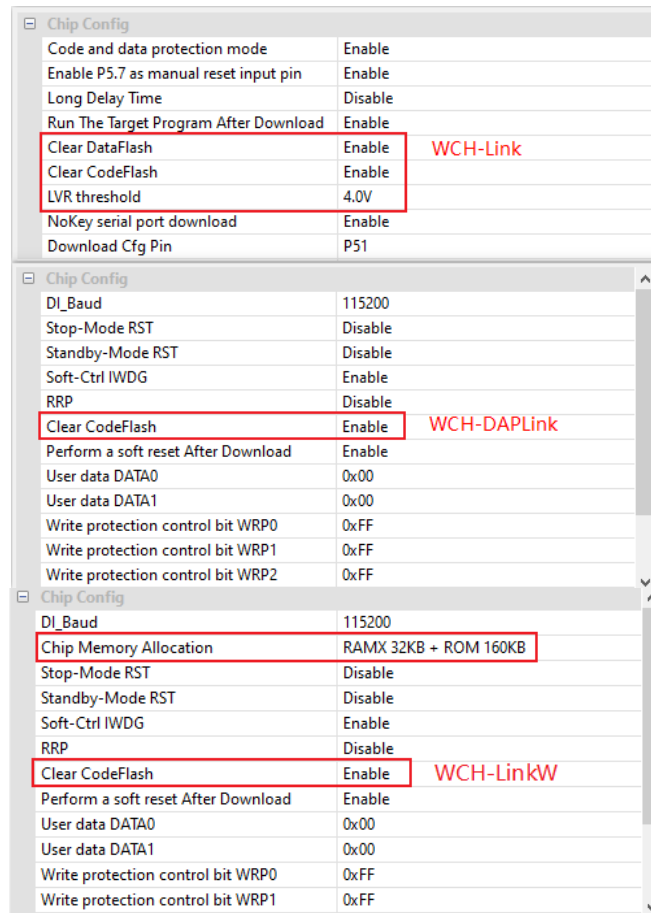 Chip Config
Code and data protection mode Enable
Enable P5.7 as manual reset input pin Enable
Long Delay Time Disable
Run The Target Program After Download Enable
Clear DataFlash Enable WCH-Link
Clear CodeFlash Enable
LVR threshold 4.0V
NoKey serial port download Enable
Download Cfg Pin P51
Chip Config
DI_Baud 115200
Stop-Mode RST Disable
Standby-Mode RST Disable
Soft-Ctrl IWDG Enable
RRP Disable
Clear CodeFlash Enable WCH-DAPLink
Perform a soft reset After Download Enable
User data DATA0 0x00
User data DATA1 0x00
Write protection control bit WRP0 0xFF
Write protection control bit WRP1 0xFF
Write protection control bit WRP2 0xFF
Chip Config
DI_Baud 115200
Chip Memory Allocation RAMX 32KB + ROM 160KB
Stop-Mode RST Disable
Standby-Mode RST Disable
Soft-Ctrl IWDG Enable
RRP Disable
Clear CodeFlash Enable WCH-LinkW
Perform a soft reset After Download Enable
User data DATA0 0x00
User data DATA1 0x00
Write protection control bit WRP0 0xFF
Write protection control bit WRP1 0xFF